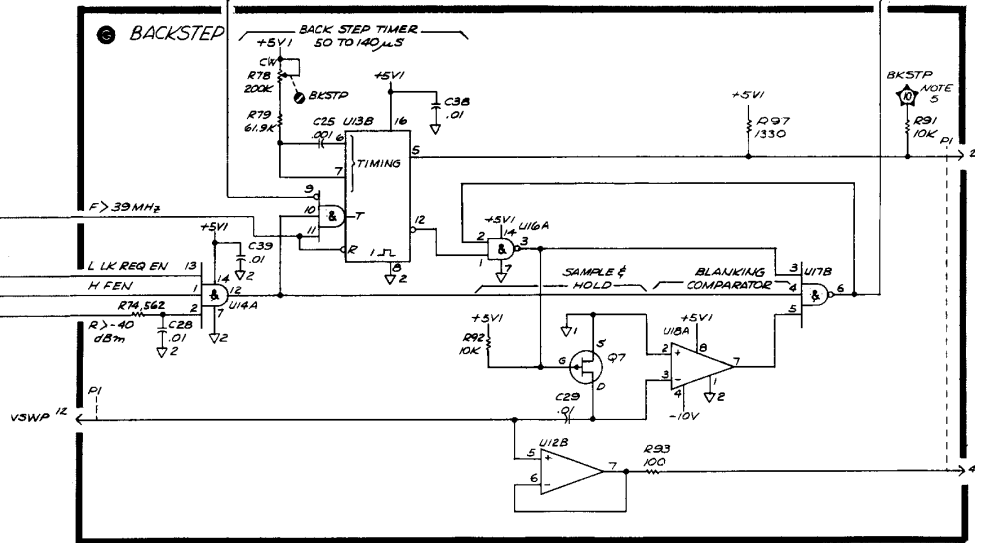 G BACKSTEP
BACK STEP TIMER
50 TO 140 µS
+5V1
CW
R78
200K
BKSTP
R79
61.9K
C25
.001
U13B
+5V1
16
C38
.01
6
7
TIMING
5
+5V1
R97
1330
BKSTP
10
NOTE
5
R91
10K
P1
2
9
10
11
&
T
R
1
8
2
12
F>39MHz
+5V1
C39
.01
2
L LK REQ EN
13
H FEN
1
14
&
12
U14A
R74,562
2
7
2
R>-40
dBm
C28
.01
2
+5V1
14
U16A
2
1
&
3
7
2
SAMPLE &
HOLD
BLANKING
COMPARATOR
U17B
3
4
5
&
6
+5V1
R92
10K
1
S
G
Q7
D
U18A
+5V1
8
2
+
3
-
7
4
1
2
-10V
C29
.01
P1
VSWP 12
U12B
5
+
6
-
7
R93
100
4